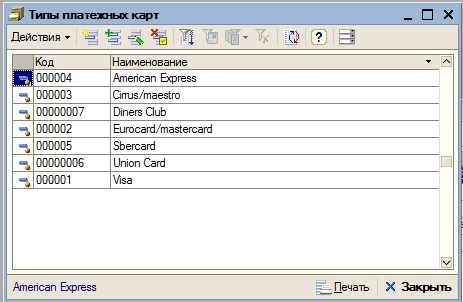 Типы платежных карт
Действия
Код Наименование
000004 American Express
000003 Cirrus/maestro
00000007 Diners Club
000002 Eurocard/mastercard
000005 Sbercard
00000006 Union Card
000001 Visa
American Express Печать Закрыть